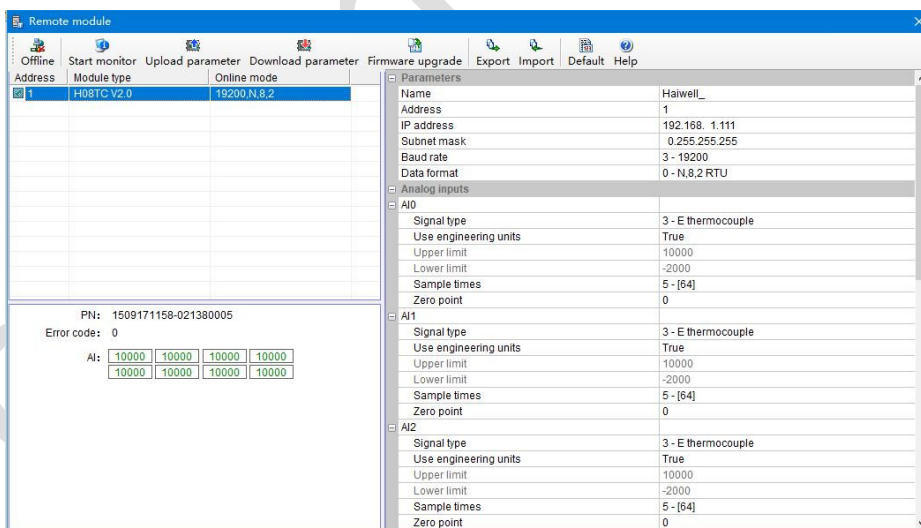 Remote module
Offline Start monitor Upload parameter Download parameter Firmware upgrade Export Import Default Help
Address Module type Online mode
1 H08TC V2.0 19200,N,8,2
PN: 1509171158-021380005
Error code: 0
AI: 10000 10000 10000 10000
10000 10000 10000 10000
Parameters
Name Haiwell_
Address 1
IP address 192.168. 1.111
Subnet mask 0.255.255.255
Baud rate 3 - 19200
Data format 0 - N,8,2 RTU
Analog inputs
AI0
Signal type 3 - E thermocouple
Use engineering units True
Upper limit 10000
Lower limit -2000
Sample times 5 - [64]
Zero point 0
AI1
Signal type 3 - E thermocouple
Use engineering units True
Upper limit 10000
Lower limit -2000
Sample times 5 - [64]
Zero point 0
AI2
Signal type 3 - E thermocouple
Use engineering units True
Upper limit 10000
Lower limit -2000
Sample times 5 - [64]
Zero point 0